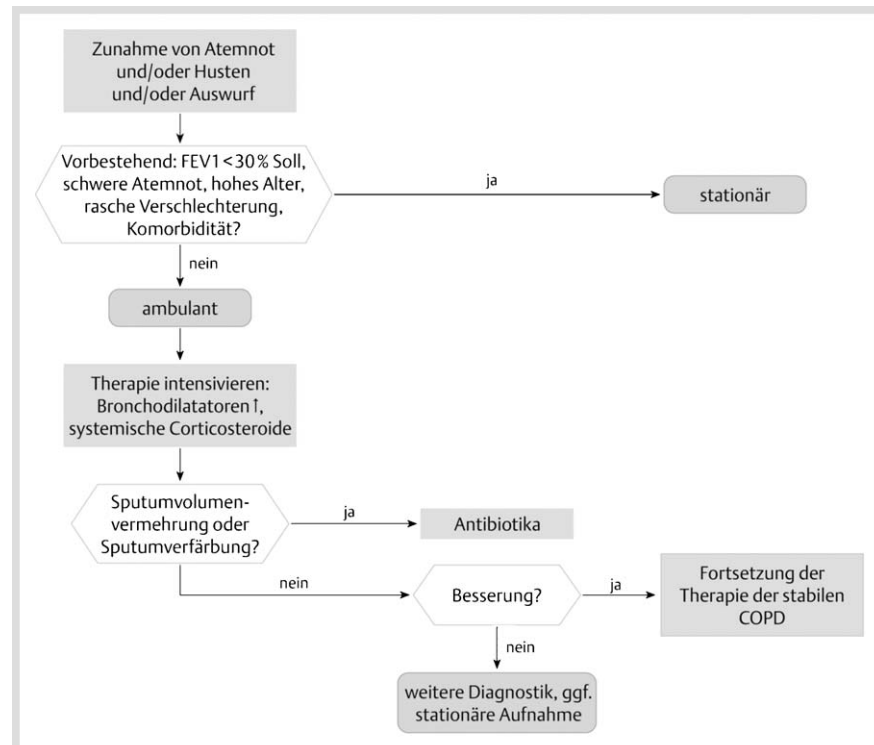 Zunahme von Atemnot
und/oder Husten
und/oder Auswurf
Vorbestehend: FEV1 < 30 % Soll,
schwere Atemnot, hohes Alter,
rasche Verschlechterung,
Komorbidität?
ja
stationär
nein
ambulant
Therapie intensivieren:
Bronchodilatatoren ↑,
systemische Corticosteroide
Sputumvolumen-
vermehrung oder
Sputumverfärbung?
ja
Antibiotika
nein
Besserung?
ja
Fortsetzung der
Therapie der stabilen
COPD
nein
weitere Diagnostik, ggf.
stationäre Aufnahme